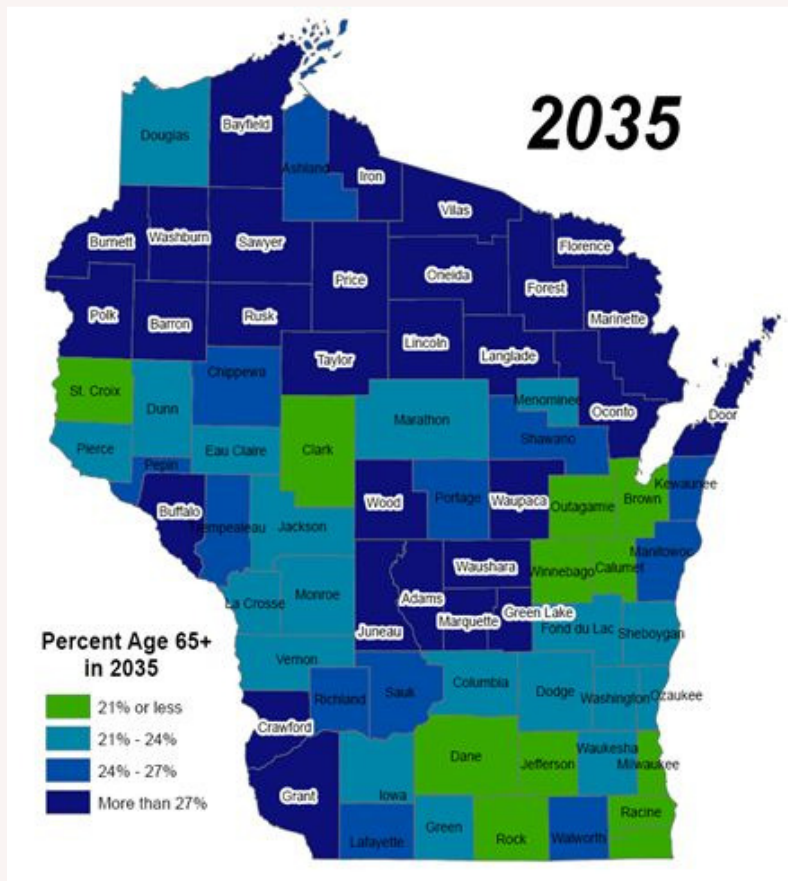 2035
Douglas
Bayfield
Ashland
Iron
Vilas
Burnett
Washburn
Sawyer
Florence
Price
Oneida
Forest
Polk
Barron
Rusk
Marinette
Taylor
Lincoln
Langlade
St. Croix
Dunn
Chippewa
Menominee
Oconto
Door
Pierce
Eau Claire
Clark
Marathon
Shawano
Pepin
Buffalo
Trempealeau
Jackson
Wood
Portage
Waupaca
Outagamie
Brown
Kewaunee
Waushara
Winnebago
Calumet
Manitowoc
La Crosse
Monroe
Juneau
Adams
Marquette
Green Lake
Fond du Lac
Sheboygan
Vernon
Richland
Sauk
Columbia
Dodge
Washington
Ozaukee
Crawford
Dane
Jefferson
Waukesha
Milwaukee
Grant
Iowa
Racine
Lafayette
Green
Rock
Walworth
Percent Age 65+
in 2035
21% or less
21% - 24%
24% - 27%
More than 27%